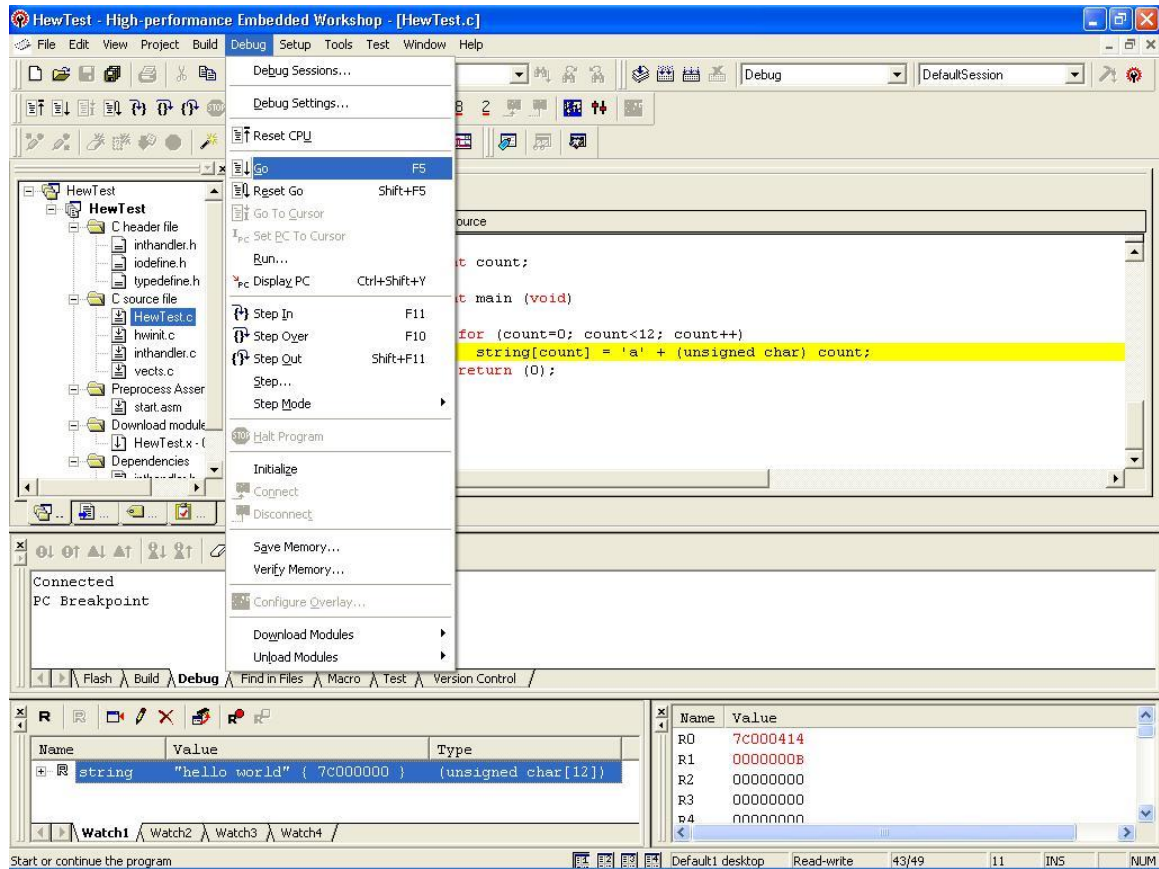 HewTest - High-performance Embedded Workshop - [HewTest.c]
File Edit View Project Build Debug Setup Tools Test Window Help
Debug DefaultSession
Debug Sessions...
Debug Settings...
Reset CPU
Go F5
Reset Go Shift+F5
Go To Cursor
Set PC To Cursor
Run...
Display PC Ctrl+Shift+Y
Step In F11
Step Over F10
Step Out Shift+F11
Step...
Step Mode
Halt Program
Initialize
Connect
Disconnect
Save Memory...
Verify Memory...
Configure Overlay...
Download Modules
Unload Modules
HewTest
HewTest
C header file
inthandler.h
iodefine.h
typedefine.h
C source file
HewTest.c
hwinit.c
inthandler.c
vects.c
Preprocess Asser
start.asm
Download module
HewTest.x - (
Dependencies
ource
t count;
t main (void)
for (count=0; count<12; count++)
string[count] = 'a' + (unsigned char) count;
return (0);
Connected
PC Breakpoint
Flash Build Debug Find in Files Macro Test Version Control
Name Value Type
string "hello world" { 7C000000 } (unsigned char[12])
Watch1 Watch2 Watch3 Watch4
Name Value
R0 7C000414
R1 0000000B
R2 00000000
R3 00000000
R4 00000000
Start or continue the program Default1 desktop Read-write 43/49 11 INS NUM